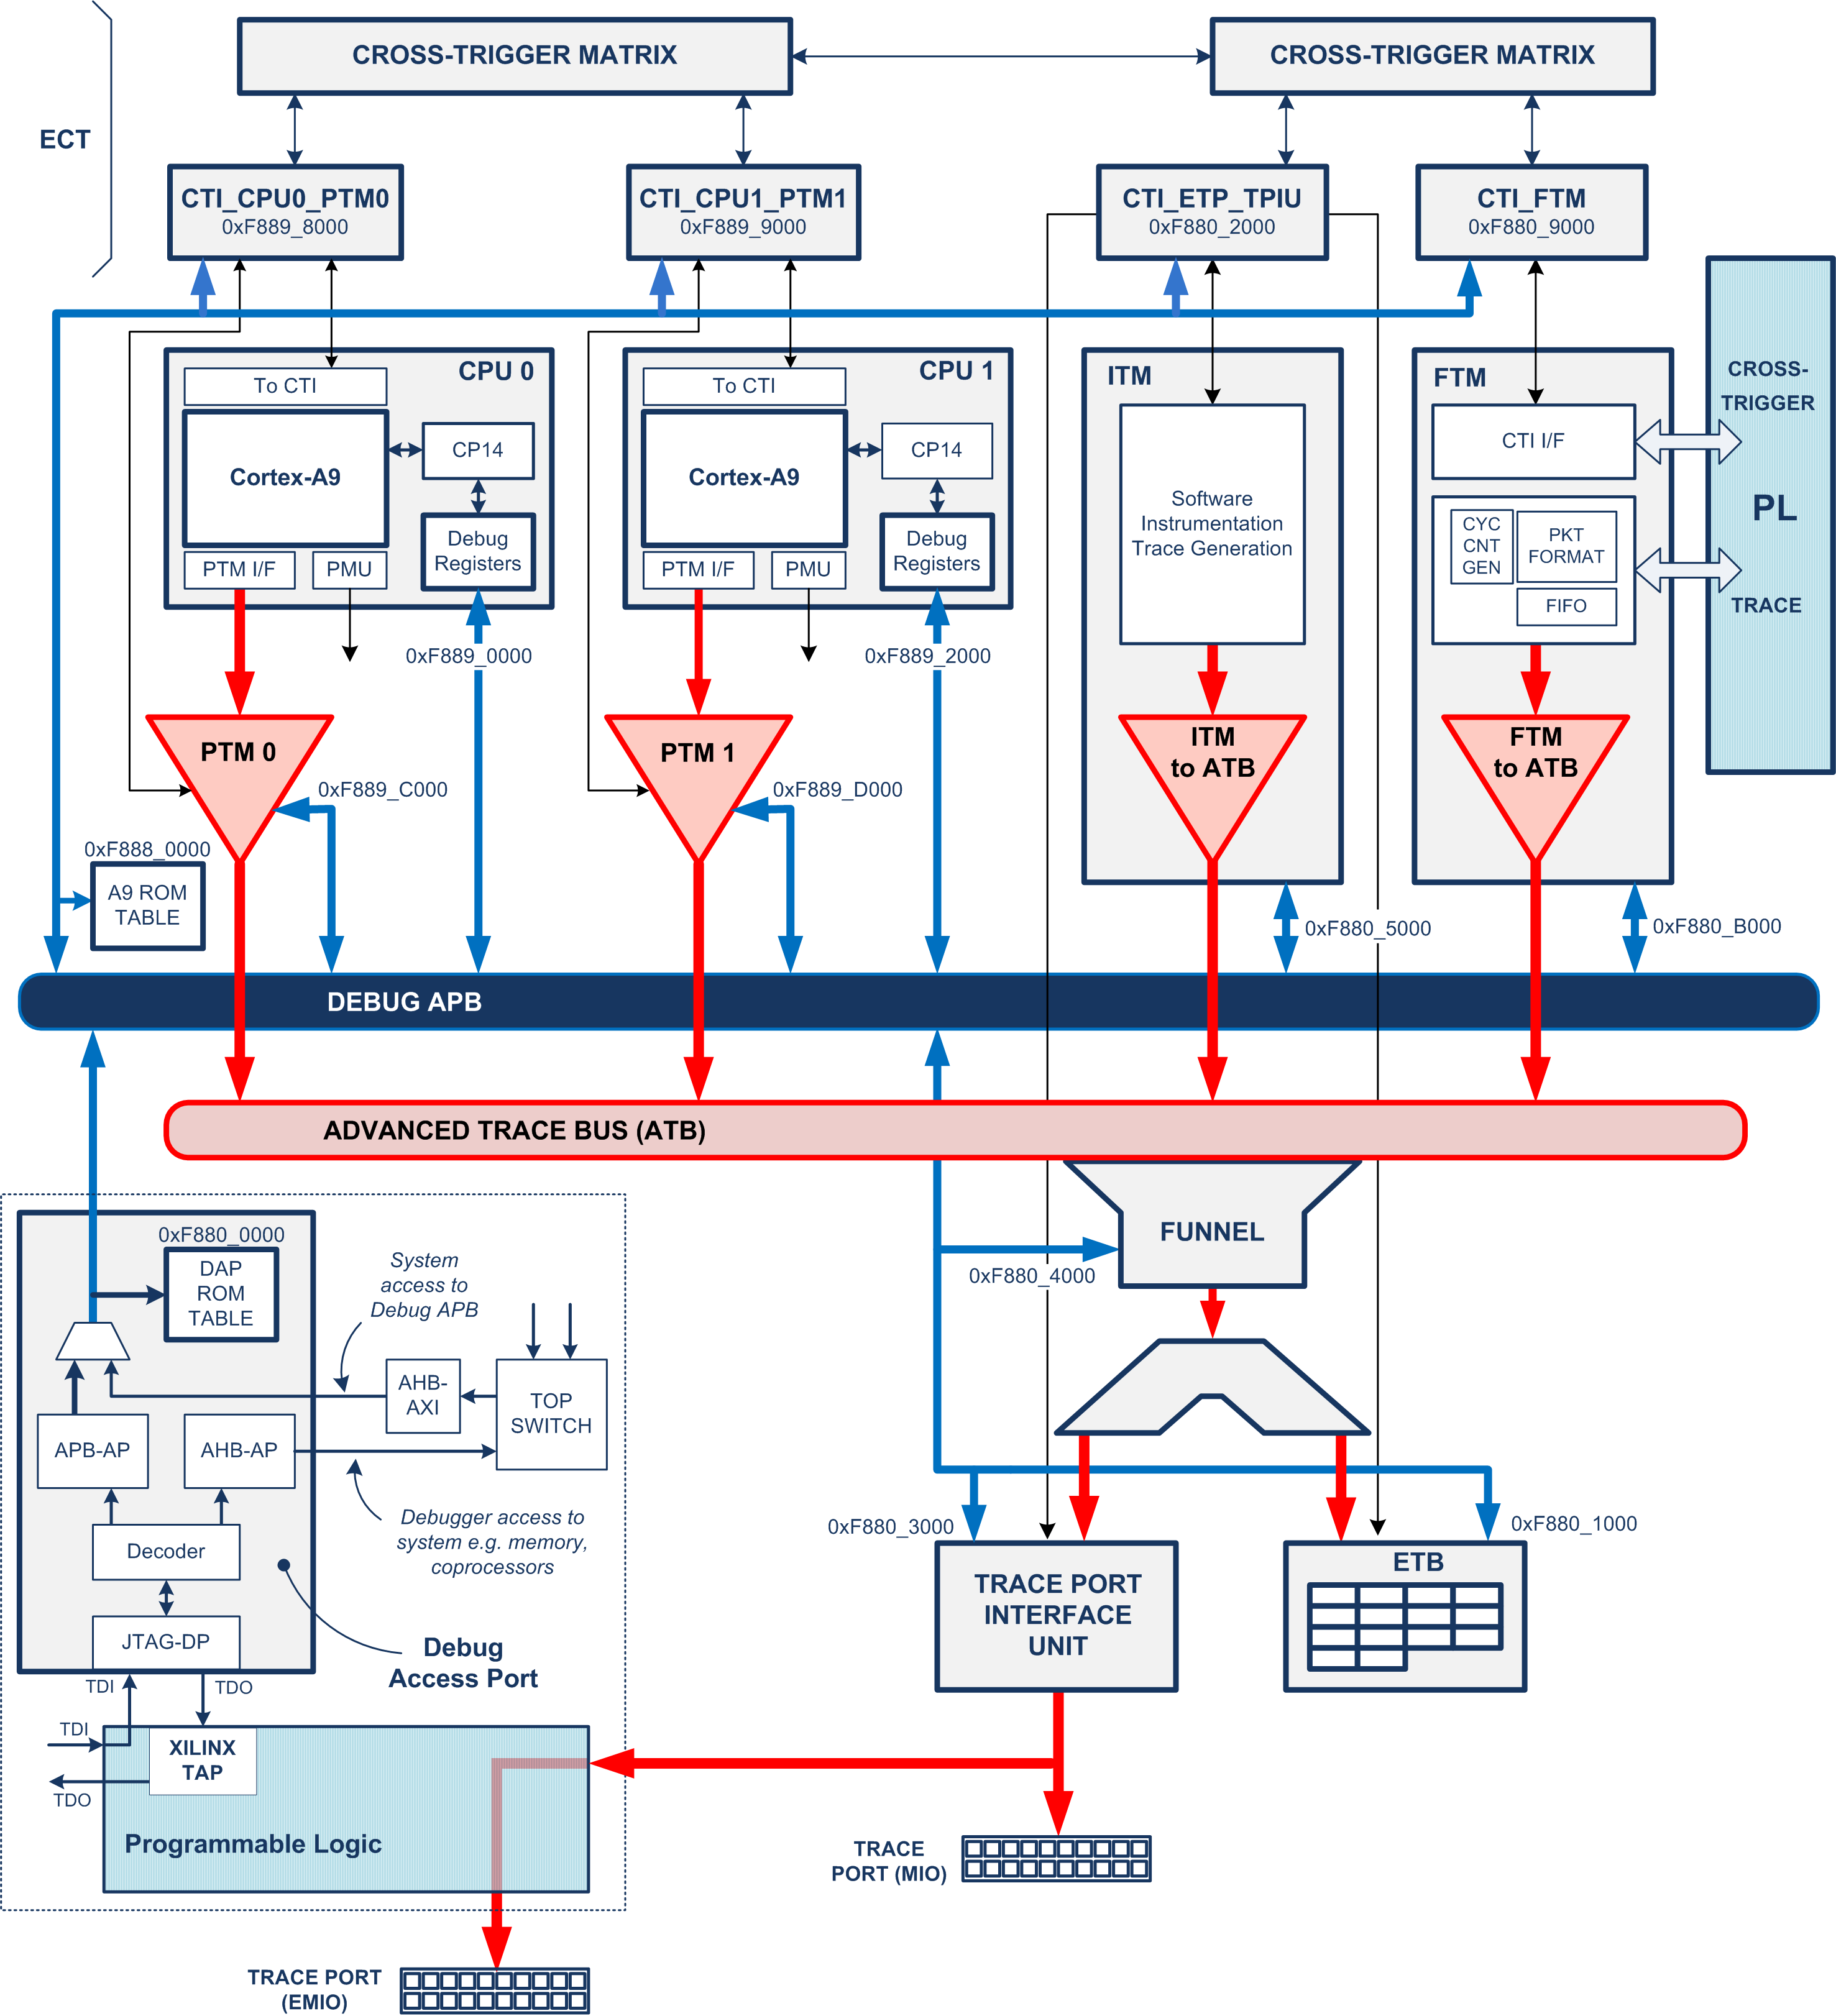 CROSS-TRIGGER MATRIX
CROSS-TRIGGER MATRIX
ECT
CTI_CPU0_PTM0
0xF889_8000
CTI_CPU1_PTM1
0xF889_9000
CTI_ETP_TPIU
0xF880_2000
CTI_FTM
0xF880_9000
CPU 0
To CTI
Cortex-A9
CP14
Debug
Registers
PTM I/F
PMU
0xF889_0000
CPU 1
To CTI
Cortex-A9
CP14
Debug
Registers
PTM I/F
PMU
0xF889_2000
ITM
Software
Instrumentation
Trace Generation
FTM
CTI I/F
CYC
CNT
GEN
PKT
FORMAT
FIFO
CROSS-
TRIGGER
PL
TRACE
PTM 0
0xF889_C000
PTM 1
0xF889_D000
ITM
to ATB
FTM
to ATB
0xF888_0000
A9 ROM
TABLE
0xF880_5000
0xF880_B000
DEBUG APB
ADVANCED TRACE BUS (ATB)
FUNNEL
0xF880_4000
0xF880_0000
DAP
ROM
TABLE
System
access to
Debug APB
AHB-
AXI
TOP
SWITCH
APB-AP
AHB-AP
Debugger access to
system e.g. memory,
coprocessors
Decoder
JTAG-DP
Debug
Access Port
TDI
TDO
TDI
TDO
XILINX
TAP
Programmable Logic
0xF880_3000
TRACE PORT
INTERFACE
UNIT
0xF880_1000
ETB
TRACE
PORT (MIO)
TRACE PORT
(EMIO)